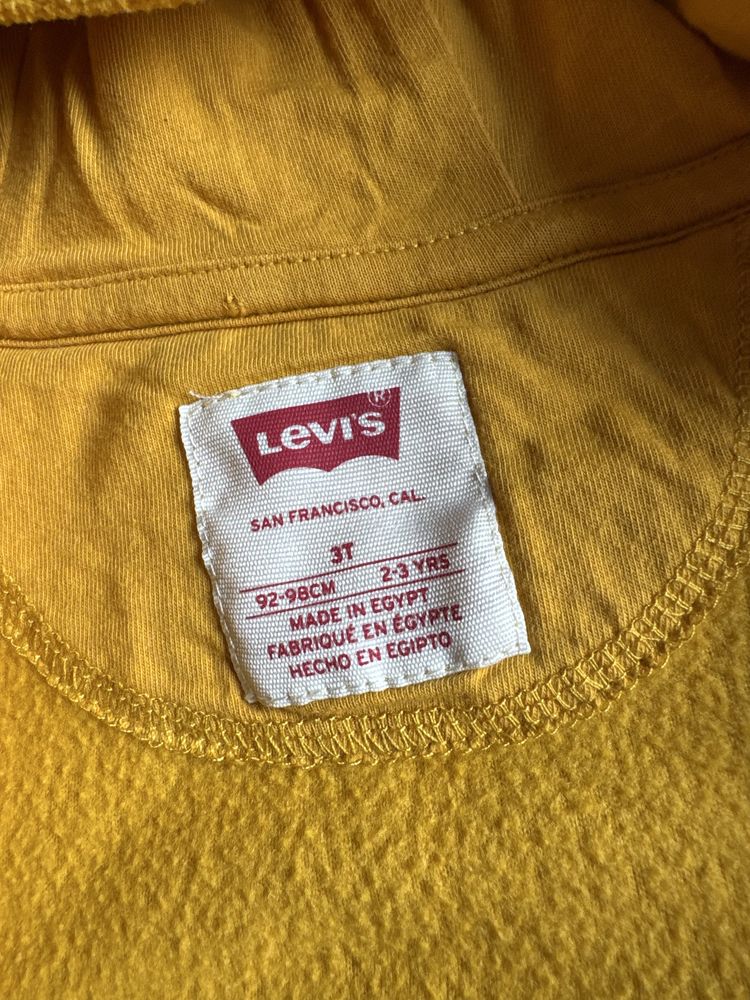 LEVI'S®
SAN FRANCISCO, CAL.
3T
92-98CM 2-3 YRS
MADE IN EGYPT
FABRIQUÉ EN ÉGYPTE
HECHO EN EGIPTO